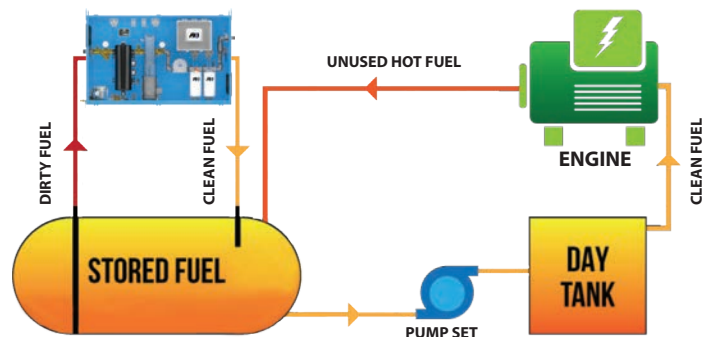 UNUSED HOT FUEL
DIRTY FUEL
CLEAN FUEL
ENGINE
CLEAN FUEL
STORED FUEL
DAY
TANK
PUMP SET